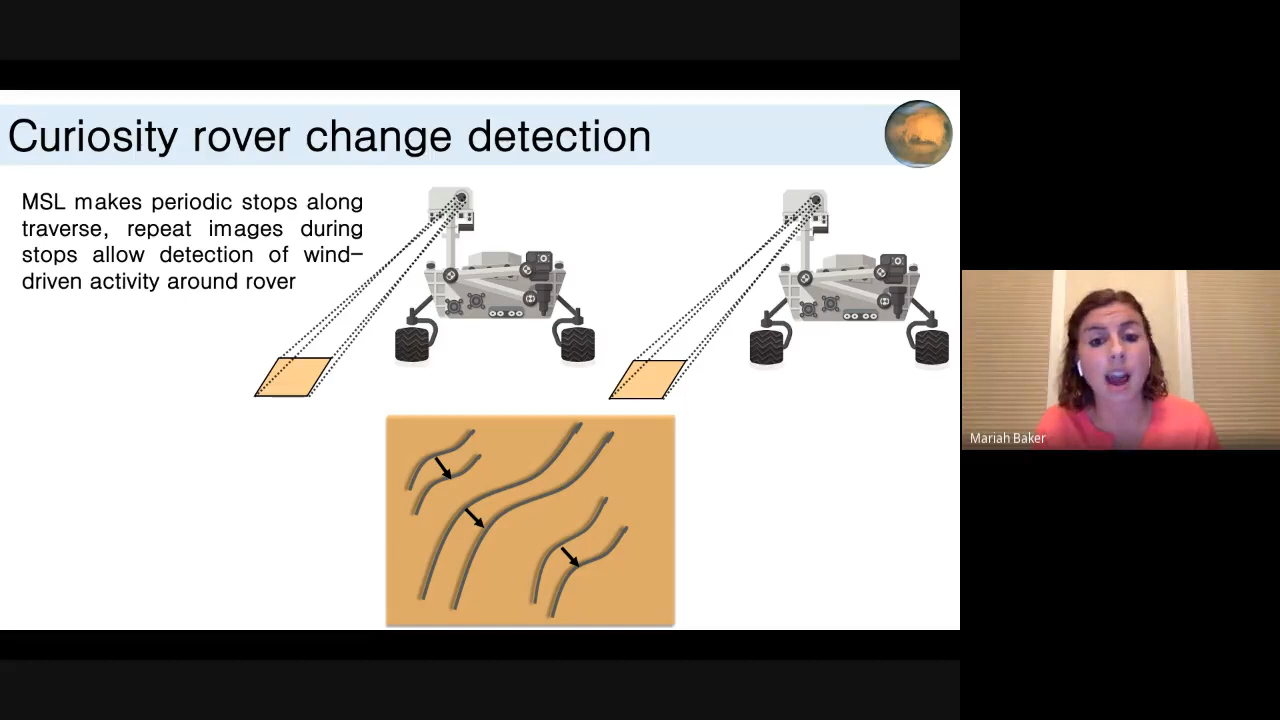 Curiosity rover change detection
MSL makes periodic stops along
traverse, repeat images during
stops allow detection of wind-
driven activity around rover
Mariah Baker